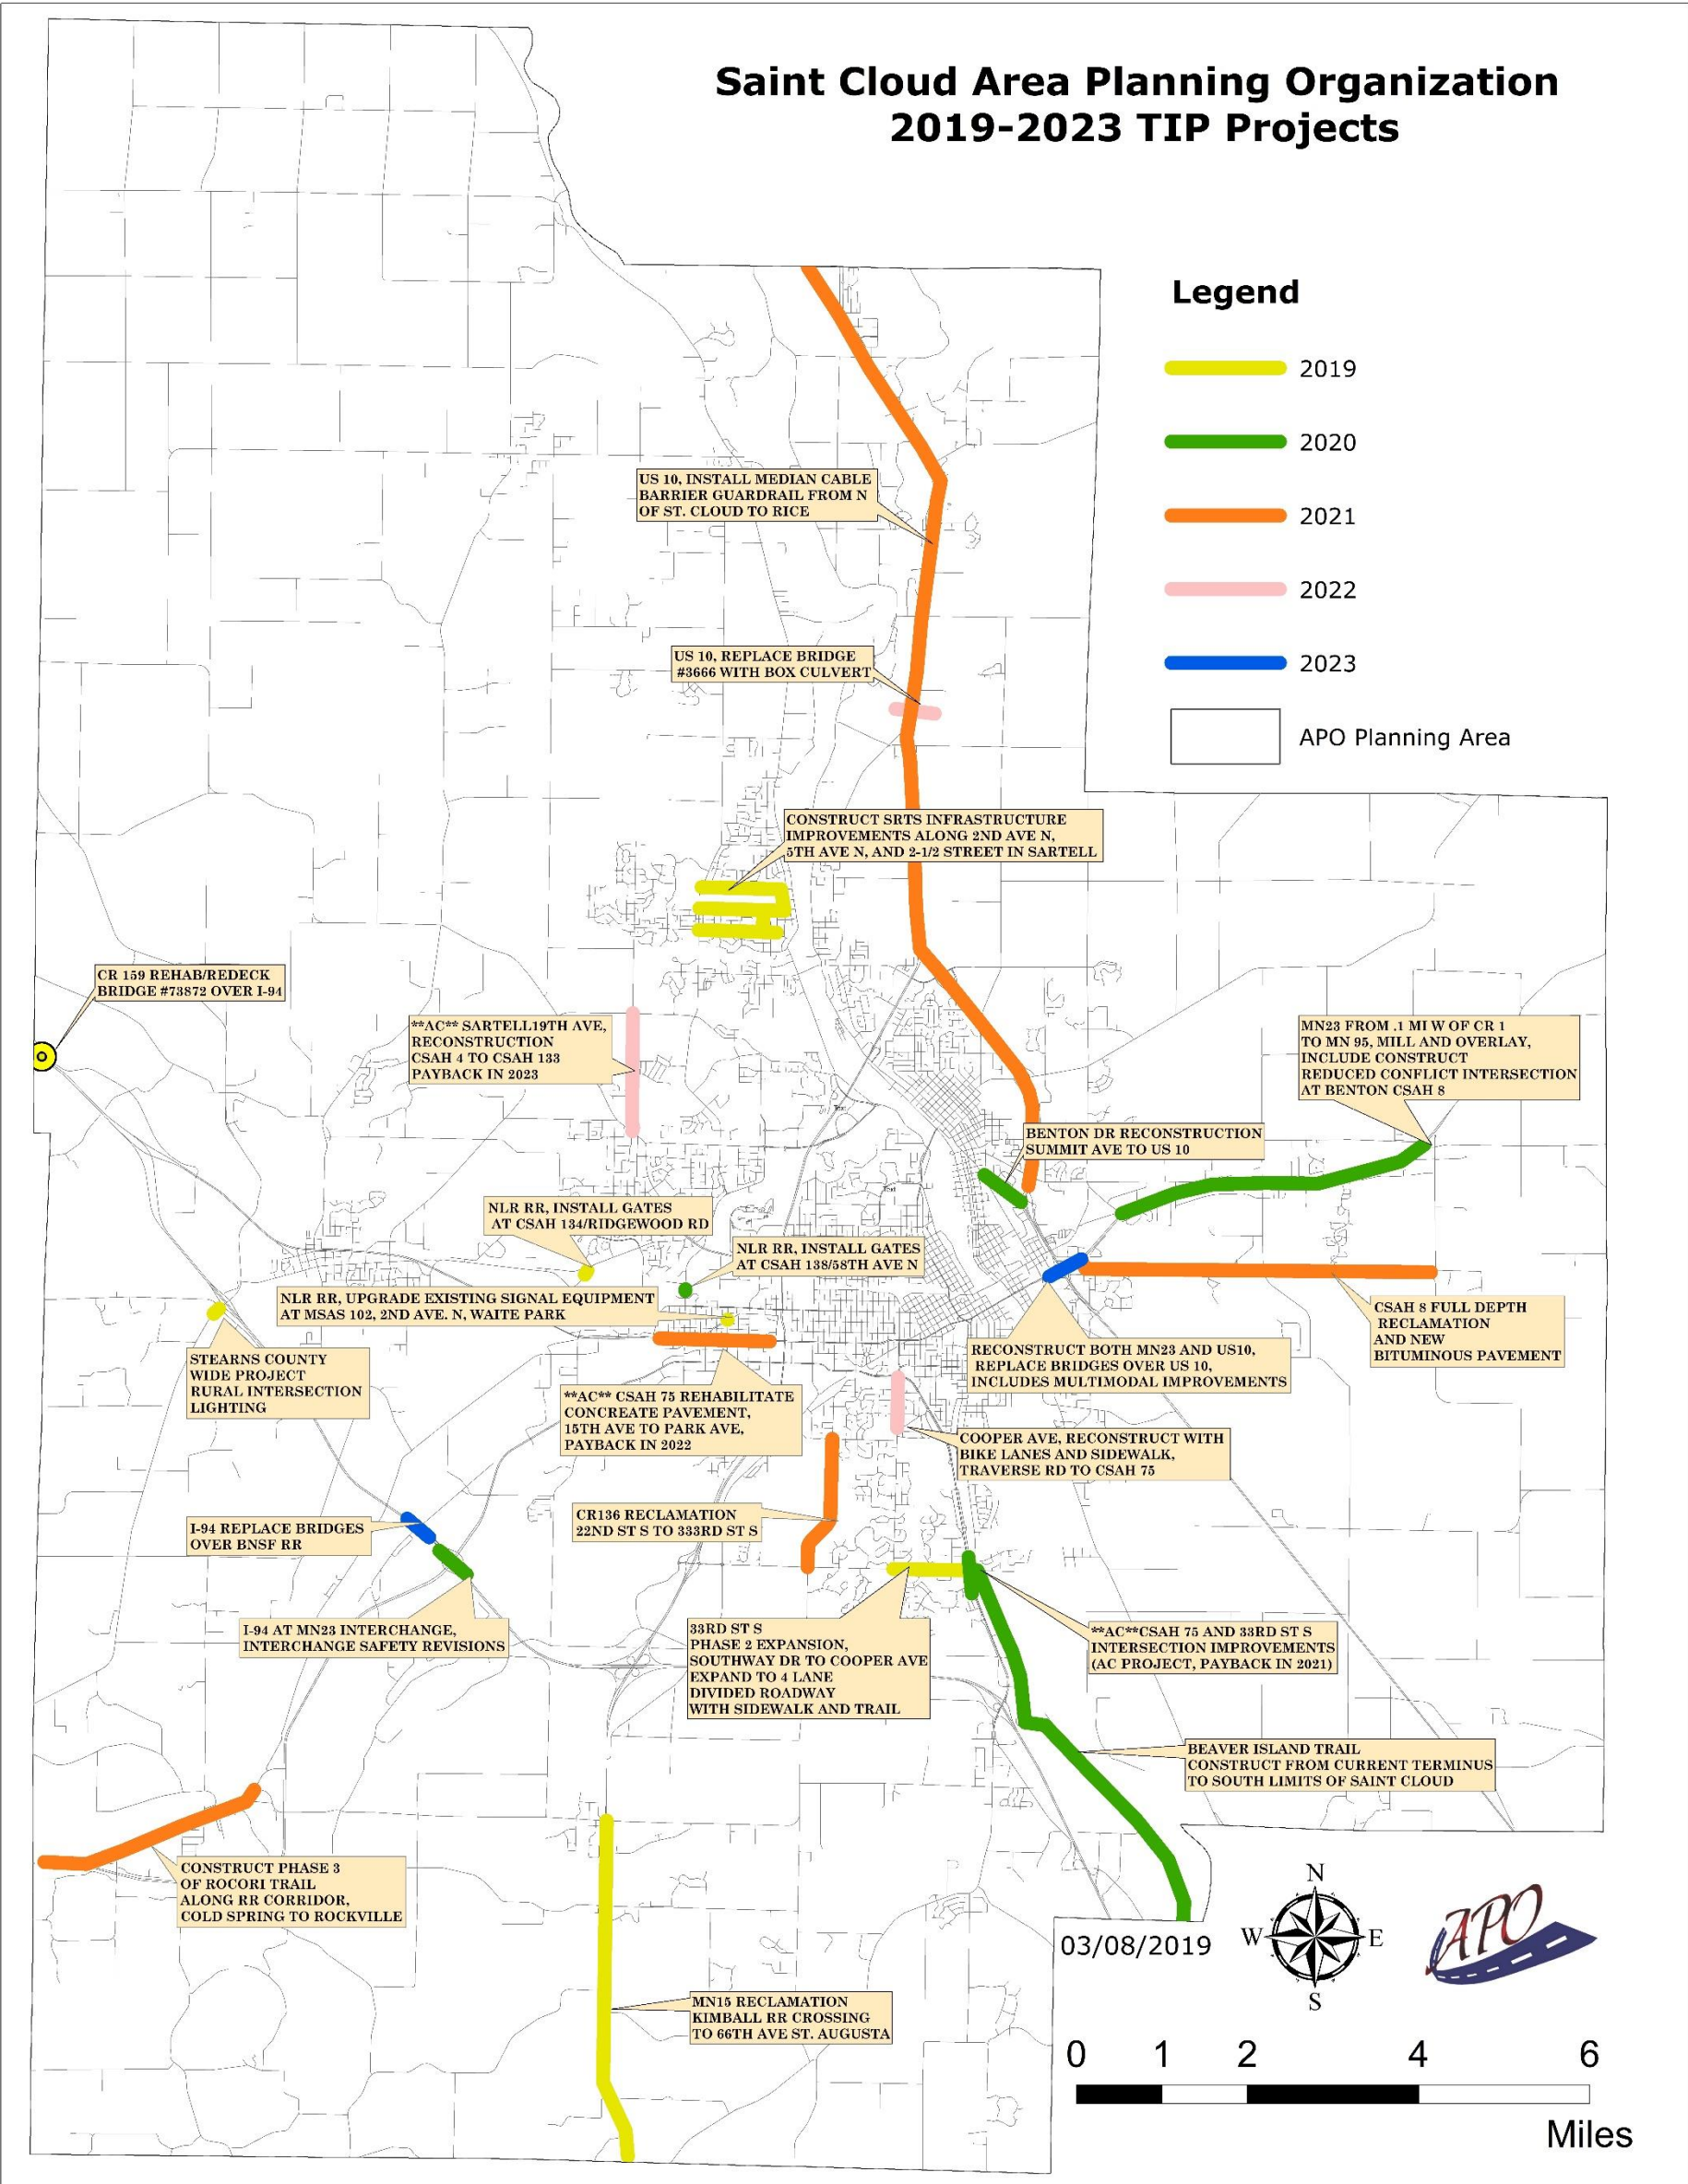 Saint Cloud Area Planning Organization
2019-2023 TIP Projects
Legend
2019
2020
2021
2022
2023
APO Planning Area
US 10, INSTALL MEDIAN CABLE
BARRIER GUARDRAIL FROM N
OF ST. CLOUD TO RICE
US 10, REPLACE BRIDGE
#3666 WITH BOX CULVERT
CONSTRUCT SRTS INFRASTRUCTURE
IMPROVEMENTS ALONG 2ND AVE N,
5TH AVE N, AND 2-1/2 STREET IN SARTELL
CR 159 REHAB/REDECK
BRIDGE #73872 OVER I-94
**AC** SARTELL19TH AVE,
RECONSTRUCTION
CSAH 4 TO CSAH 133
PAYBACK IN 2023
MN23 FROM .1 MI W OF CR 1
TO MN 95, MILL AND OVERLAY,
INCLUDE CONSTRUCT
REDUCED CONFLICT INTERSECTION
AT BENTON CSAH 8
Text
BENTON DR RECONSTRUCTION
SUMMIT AVE TO US 10
Text
NLR RR, INSTALL GATES
AT CSAH 134/RIDGEWOOD RD
NLR RR, INSTALL GATES
AT CSAH 138/58TH AVE N
NLR RR, UPGRADE EXISTING SIGNAL EQUIPMENT
AT MSAS 102, 2ND AVE. N, WAITE PARK
CSAH 8 FULL DEPTH
RECLAMATION
AND NEW
BITUMINOUS PAVEMENT
STEARNS COUNTY
WIDE PROJECT
RURAL INTERSECTION
LIGHTING
RECONSTRUCT BOTH MN23 AND US10,
REPLACE BRIDGES OVER US 10,
INCLUDES MULTIMODAL IMPROVEMENTS
**AC** CSAH 75 REHABILITATE
CONCREATE PAVEMENT,
15TH AVE TO PARK AVE,
PAYBACK IN 2022
COOPER AVE, RECONSTRUCT WITH
BIKE LANES AND SIDEWALK,
TRAVERSE RD TO CSAH 75
CR136 RECLAMATION
22ND ST S TO 333RD ST S
I-94 REPLACE BRIDGES
OVER BNSF RR
I-94 AT MN23 INTERCHANGE,
INTERCHANGE SAFETY REVISIONS
33RD ST S
PHASE 2 EXPANSION,
SOUTHWAY DR TO COOPER AVE
EXPAND TO 4 LANE
DIVIDED ROADWAY
WITH SIDEWALK AND TRAIL
**AC**CSAH 75 AND 33RD ST S
INTERSECTION IMPROVEMENTS
(AC PROJECT, PAYBACK IN 2021)
BEAVER ISLAND TRAIL
CONSTRUCT FROM CURRENT TERMINUS
TO SOUTH LIMITS OF SAINT CLOUD
CONSTRUCT PHASE 3
OF ROCORI TRAIL
ALONG RR CORRIDOR,
COLD SPRING TO ROCKVILLE
MN15 RECLAMATION
KIMBALL RR CROSSING
TO 66TH AVE ST. AUGUSTA
03/08/2019
N
W
E
S
APO
0 1 2 4 6
Miles